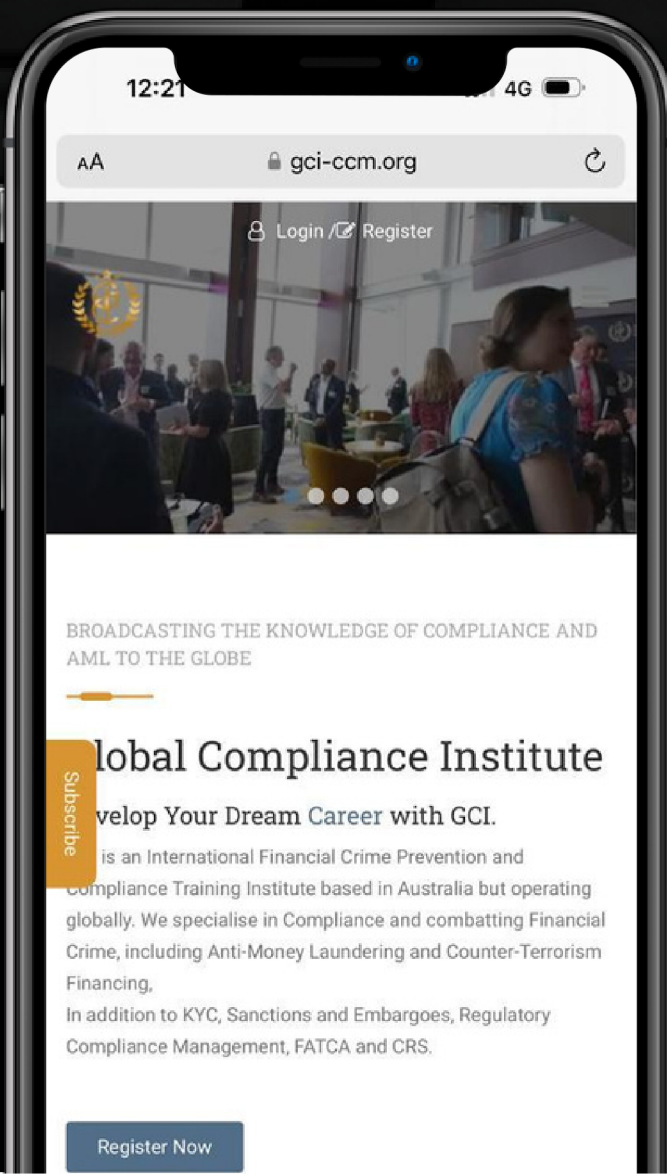 12:21
4G
AA
gci-ccm.org
Login / Register
BROADCASTING THE KNOWLEDGE OF COMPLIANCE AND
AML TO THE GLOBE
lobal Compliance Institute
velop Your Dream Career with GCI.
Subscribe
is an International Financial Crime Prevention and
Compliance Training Institute based in Australia but operating
globally. We specialise in Compliance and combatting Financial
Crime, including Anti-Money Laundering and Counter-Terrorism
Financing,
In addition to KYC, Sanctions and Embargoes, Regulatory
Compliance Management, FATCA and CRS.
Register Now